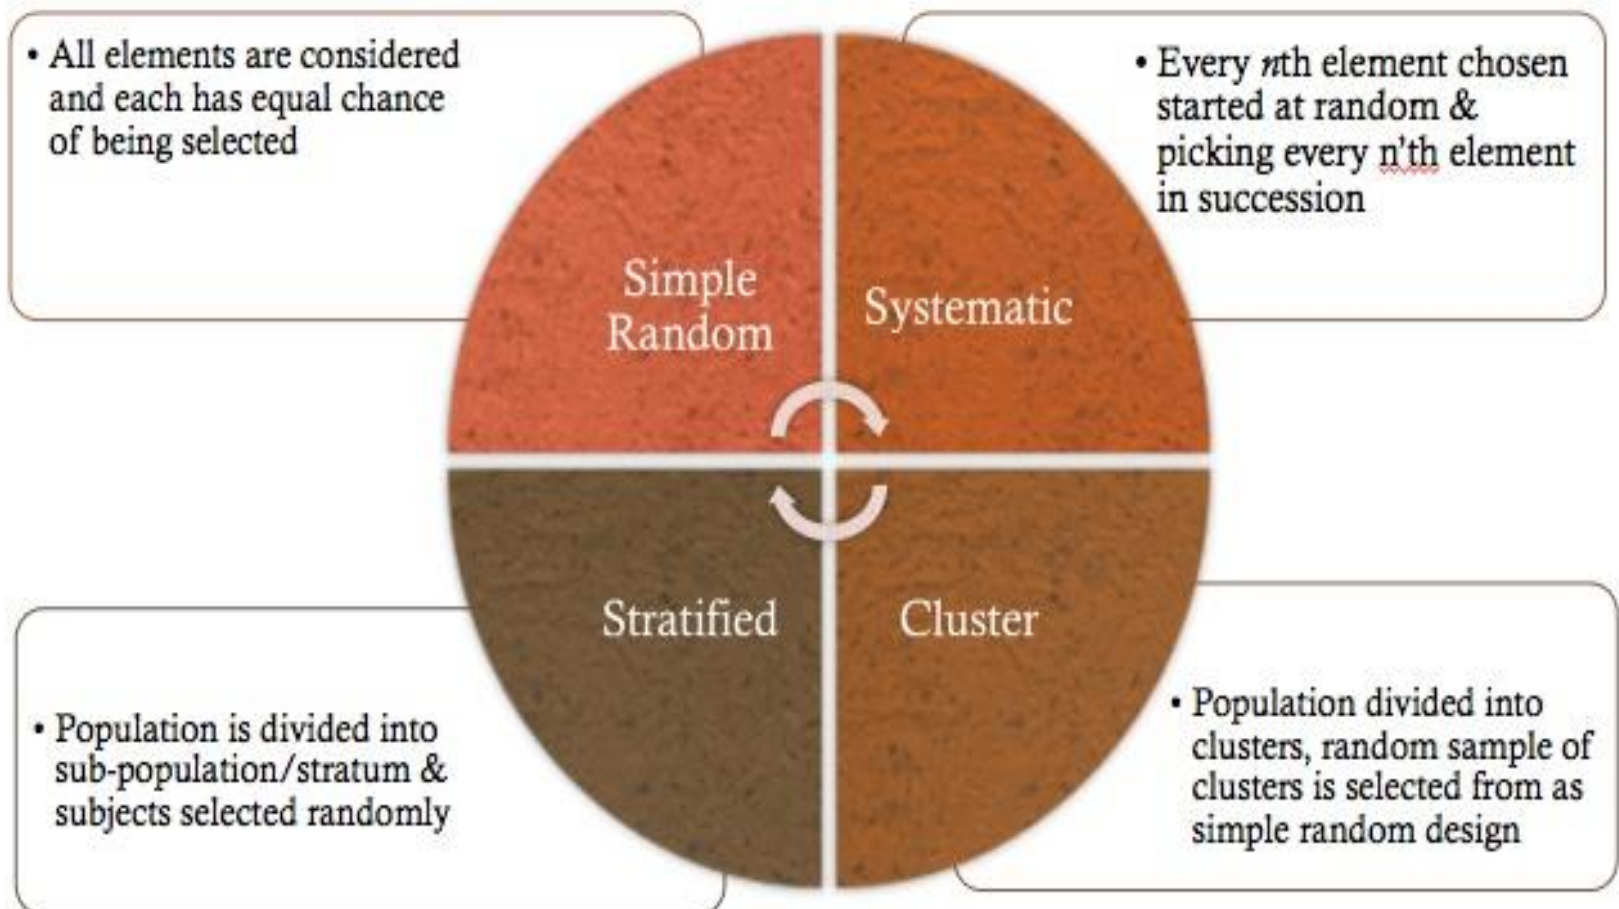 • All elements are considered
and each has equal chance
of being selected
• Every nth element chosen
started at random &
picking every n'th element
in succession
Simple
Random
Systematic
Stratified
Cluster
• Population is divided into
sub-population/stratum &
subjects selected randomly
• Population divided into
clusters, random sample of
clusters is selected from as
simple random design